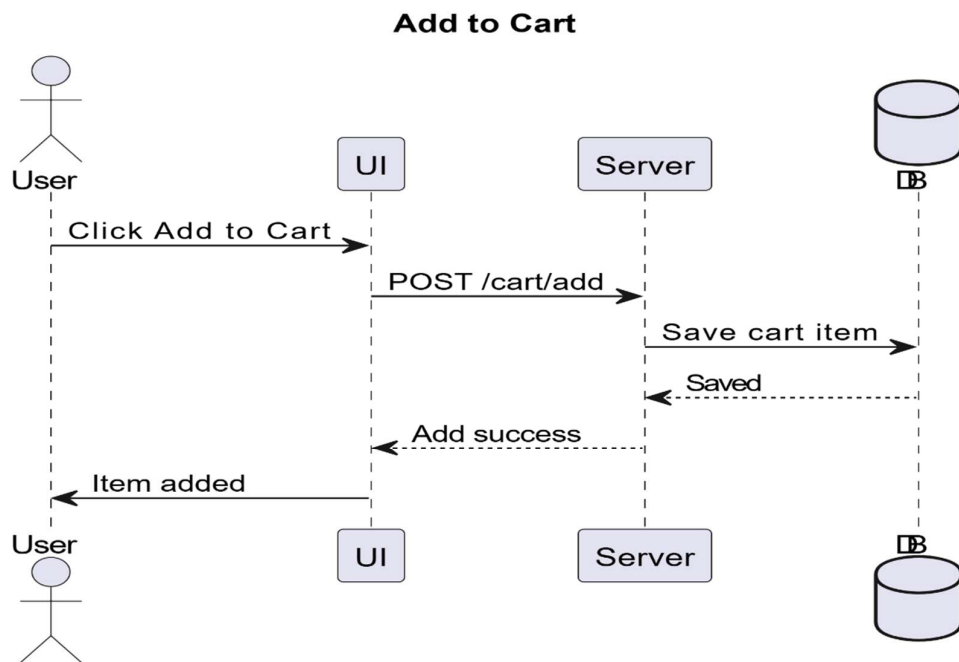 Add to Cart
User
UI
Server
DB
Click Add to Cart
POST /cart/add
Save cart item
Saved
Add success
Item added
User
UI
Server
DB